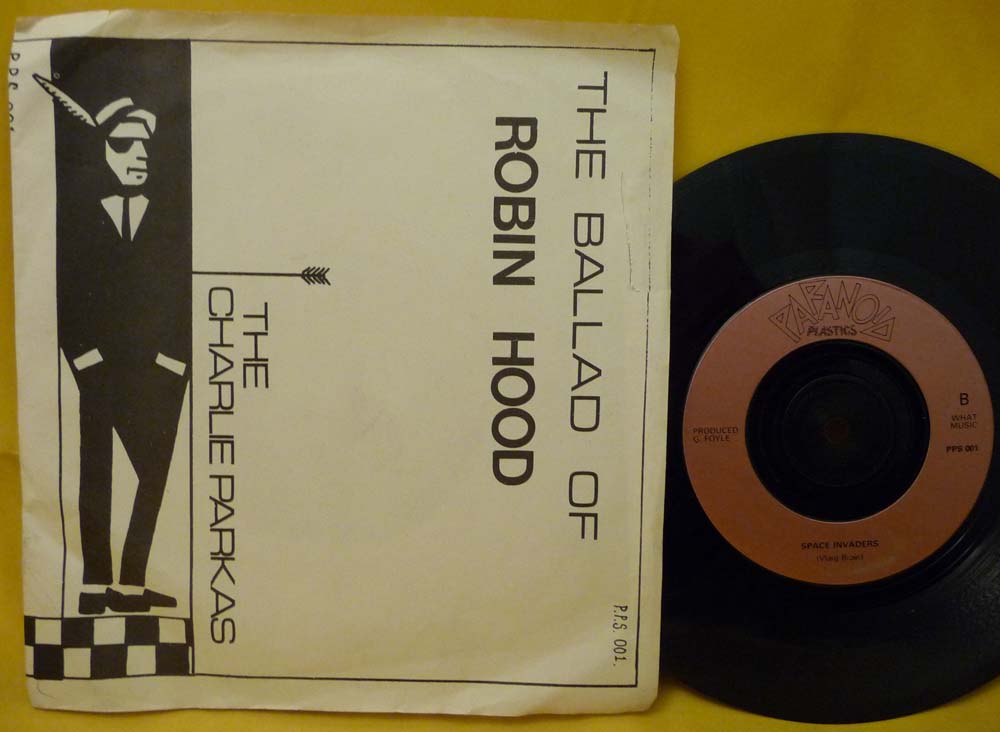 THE BALLAD OF
ROBIN HOOD
THE
CHARLIE PARKAS
P.P.S. 001.
P.P.S. 001
PARANOID
PLASTICS
B
WHAT
MUSIC
PPS 001
PRODUCED
G. FOYLE
SPACE INVADERS